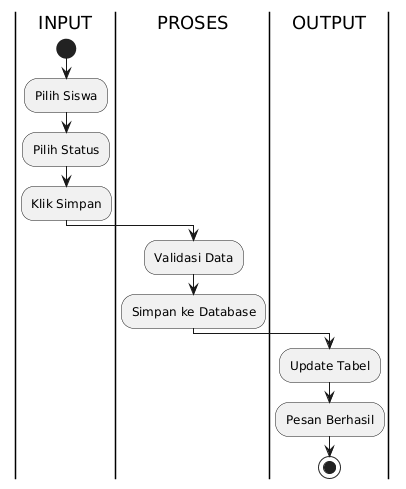 INPUT
PROSES
OUTPUT
Pilih Siswa
Pilih Status
Klik Simpan
Validasi Data
Simpan ke Database
Update Tabel
Pesan Berhasil